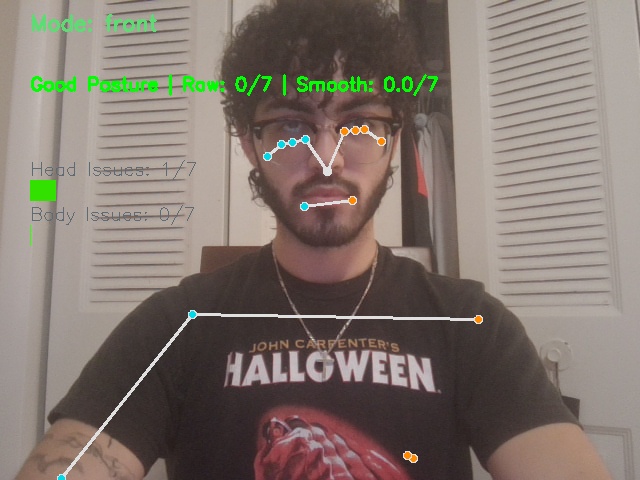 Mode: front
Good Posture | Raw: 0/7 | Smooth: 0.0/7
Head Issues: 1/7
Body Issues: 0/7
JOHN CARPENTER'S
HALLOWEEN